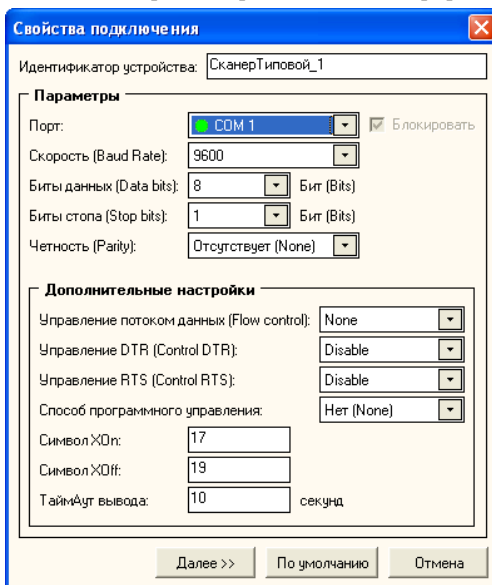 Свойства подключения
Идентификатор устройства: СканерТиповой_1
Параметры
Порт: COM 1 Блокировать
Скорость (Baud Rate): 9600
Биты данных (Data bits): 8 Бит (Bits)
Биты стопа (Stop bits): 1 Бит (Bits)
Четность (Parity): Отсутствует (None)
Дополнительные настройки
Управление потоком данных (Flow control): None
Управление DTR (Control DTR): Disable
Управление RTS (Control RTS): Disable
Способ программного управления: Нет (None)
Символ XOn: 17
Символ XOff: 19
ТаймАут вывода: 10 секунд
Далее >> По умолчанию Отмена